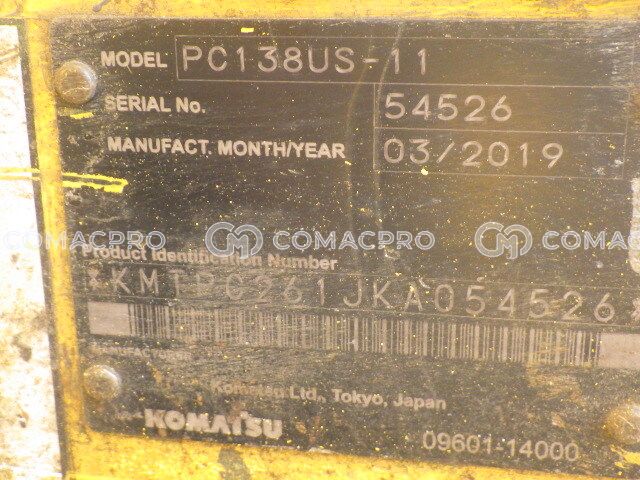 MODEL PC138US-11
SERIAL No. 54526
MANUFACT. MONTH/YEAR 03/2019
COMACPRO COMACPRO
Product Identification Number
*KMTPC261JKA054526*
MANUFACTURER
Komatsu Ltd., Tokyo, Japan
KOMATSU 09601-14000